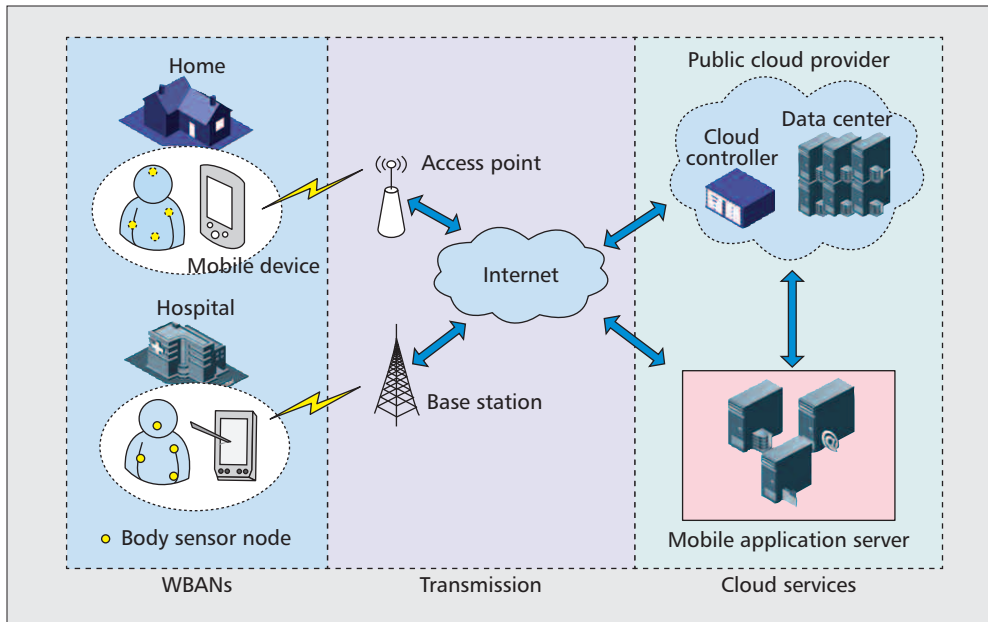 Home
Mobile device
Hospital
Body sensor node
WBANs
Access point
Internet
Base station
Transmission
Public cloud provider
Data center
Cloud
controller
Mobile application server
Cloud services